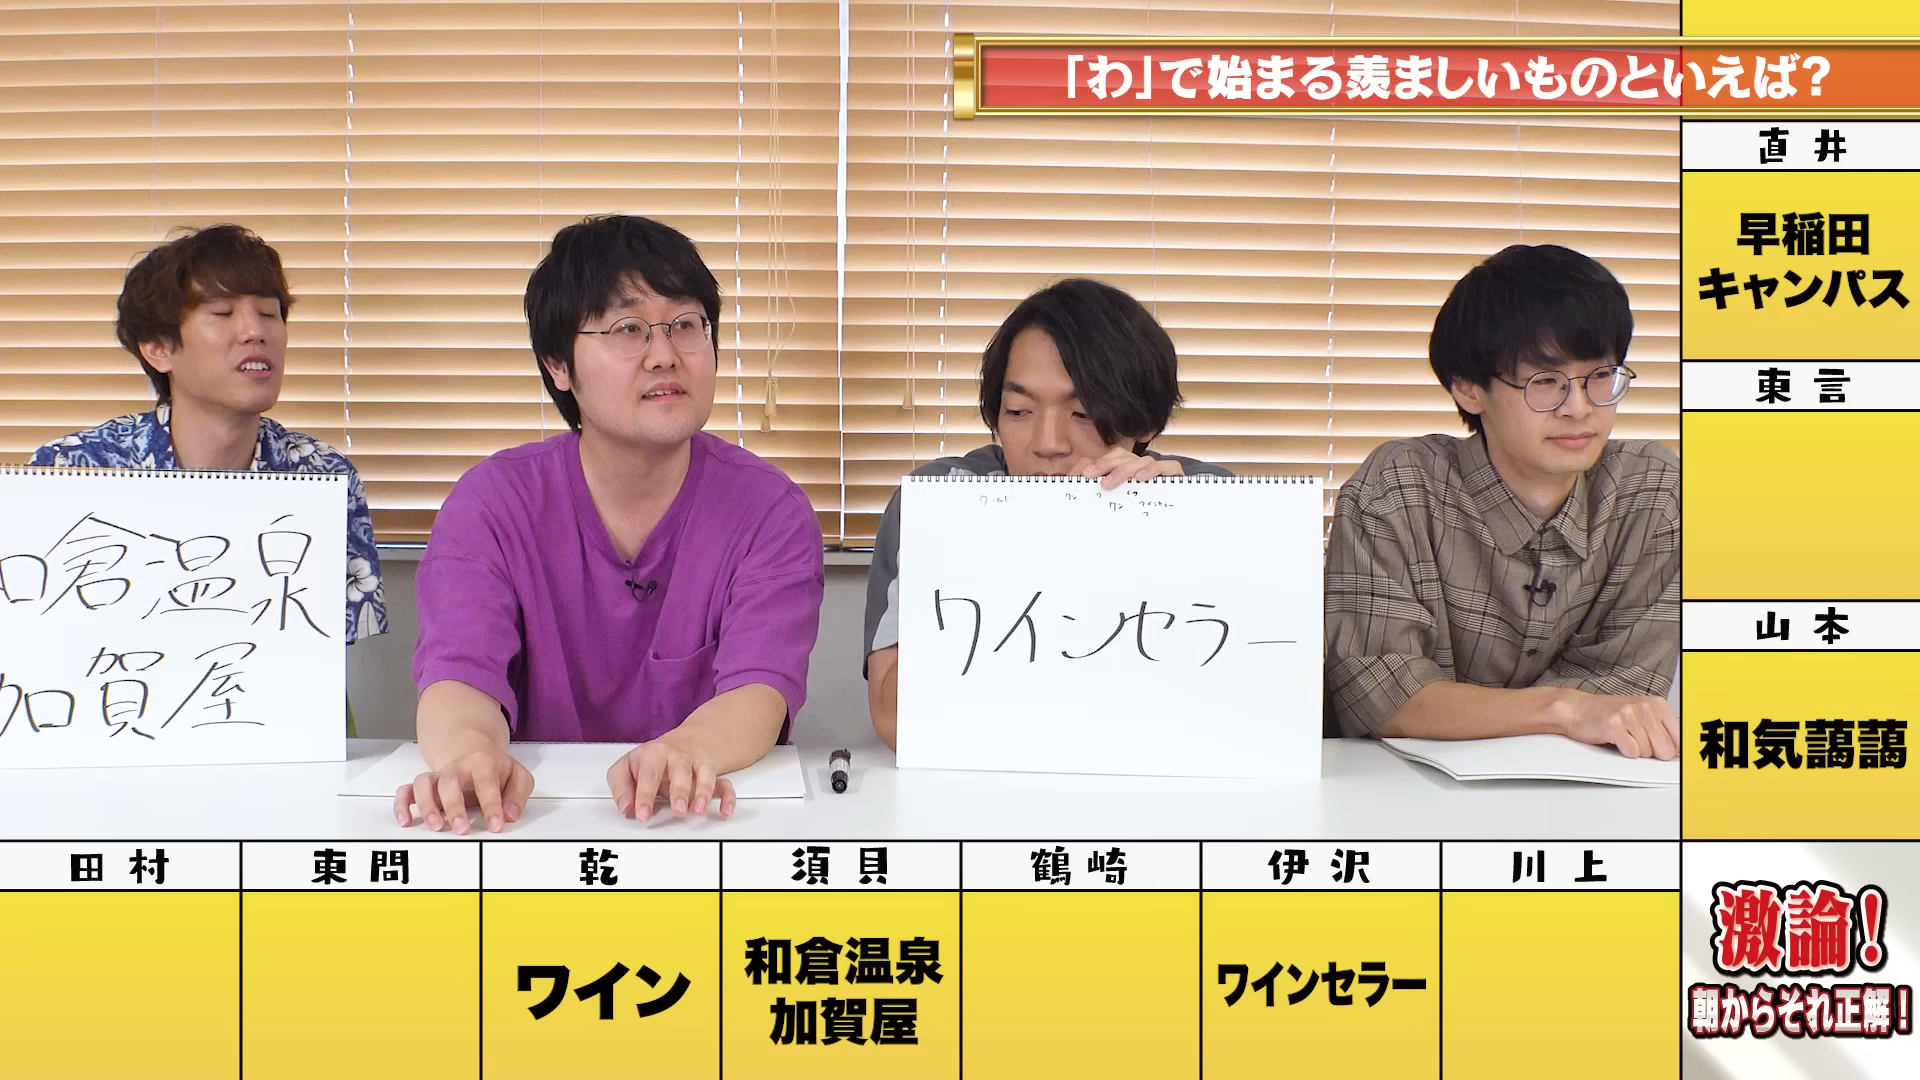 「わ」で始まる羨ましいものといえば?
直井
早稲田
キャンパス
東言
山本
和気藹藹
倉温泉
加賀屋
ワインセラー
田村
東問
乾
ワイン
須貝
和倉温泉
加賀屋
鶴崎
伊沢
ワインセラー
川上
激論!
朝からそれ正解!